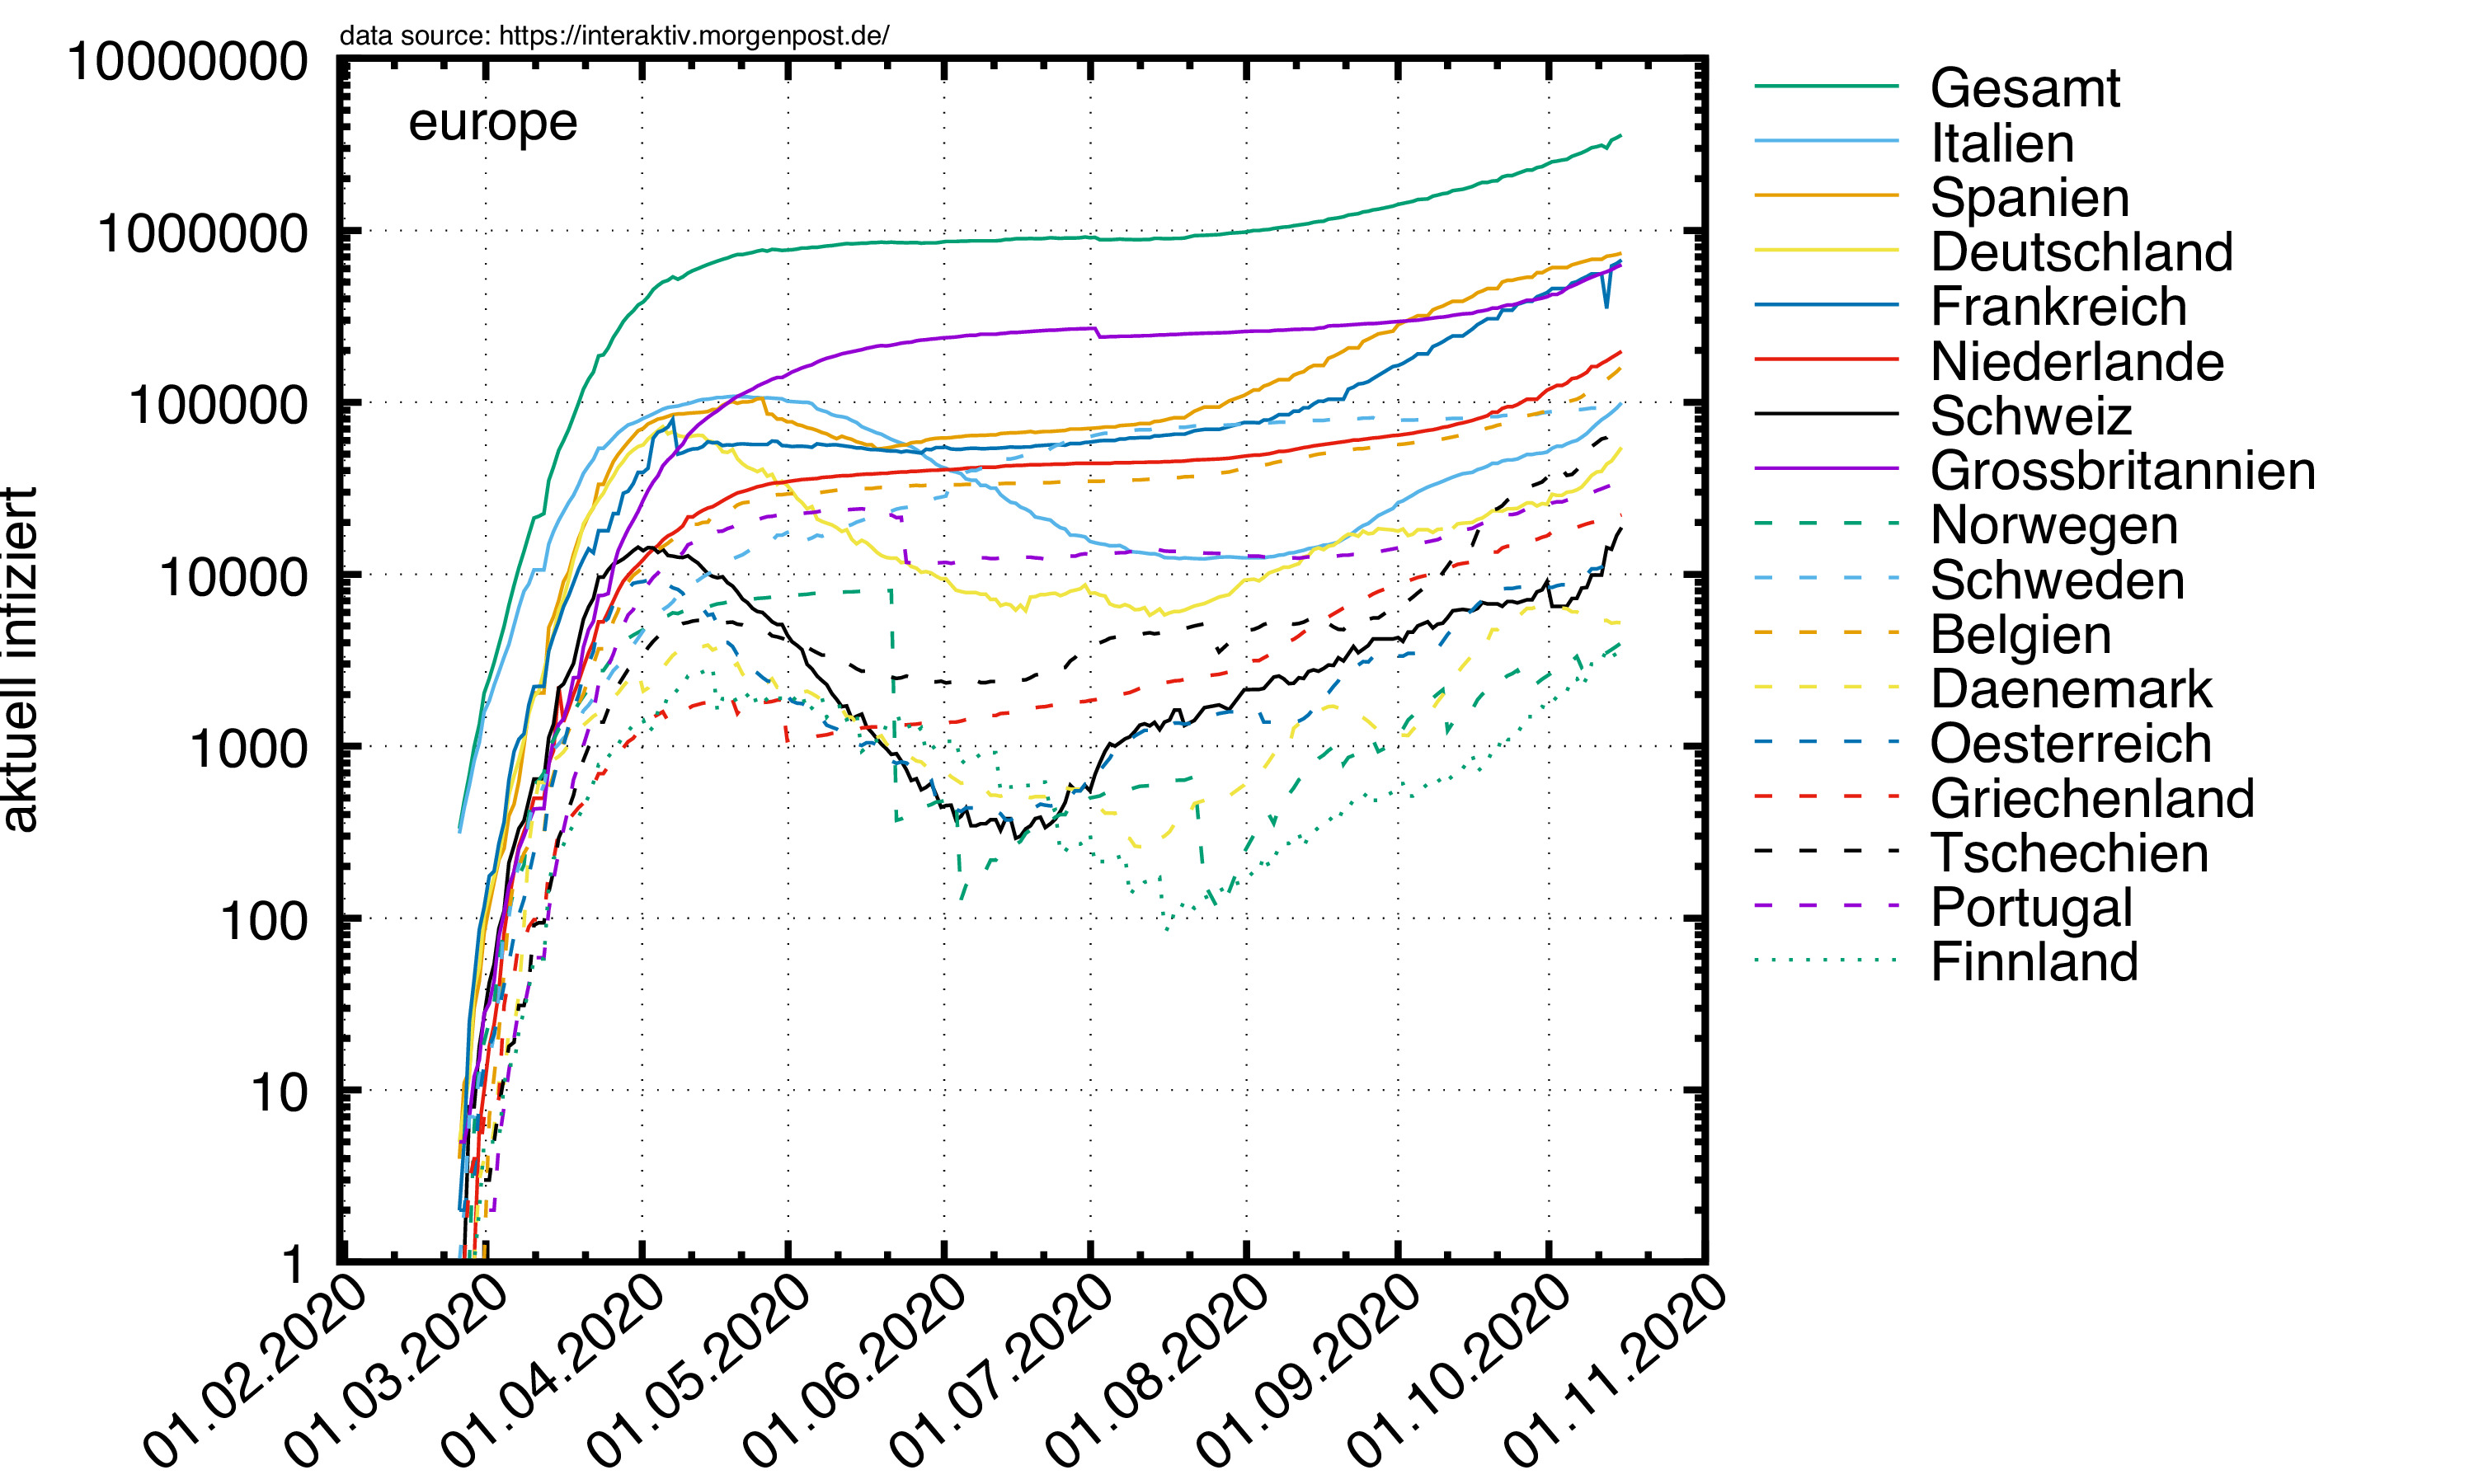 data source: https://interaktiv.morgenpost.de/
europe
aktuell infiziert
10000000
1000000
100000
10000
1000
100
10
1
01.02.2020
01.03.2020
01.04.2020
01.05.2020
01.06.2020
01.07.2020
01.08.2020
01.09.2020
01.10.2020
01.11.2020
Gesamt
Italien
Spanien
Deutschland
Frankreich
Niederlande
Schweiz
Grossbritannien
Norwegen
Schweden
Belgien
Daenemark
Oesterreich
Griechenland
Tschechien
Portugal
Finnland